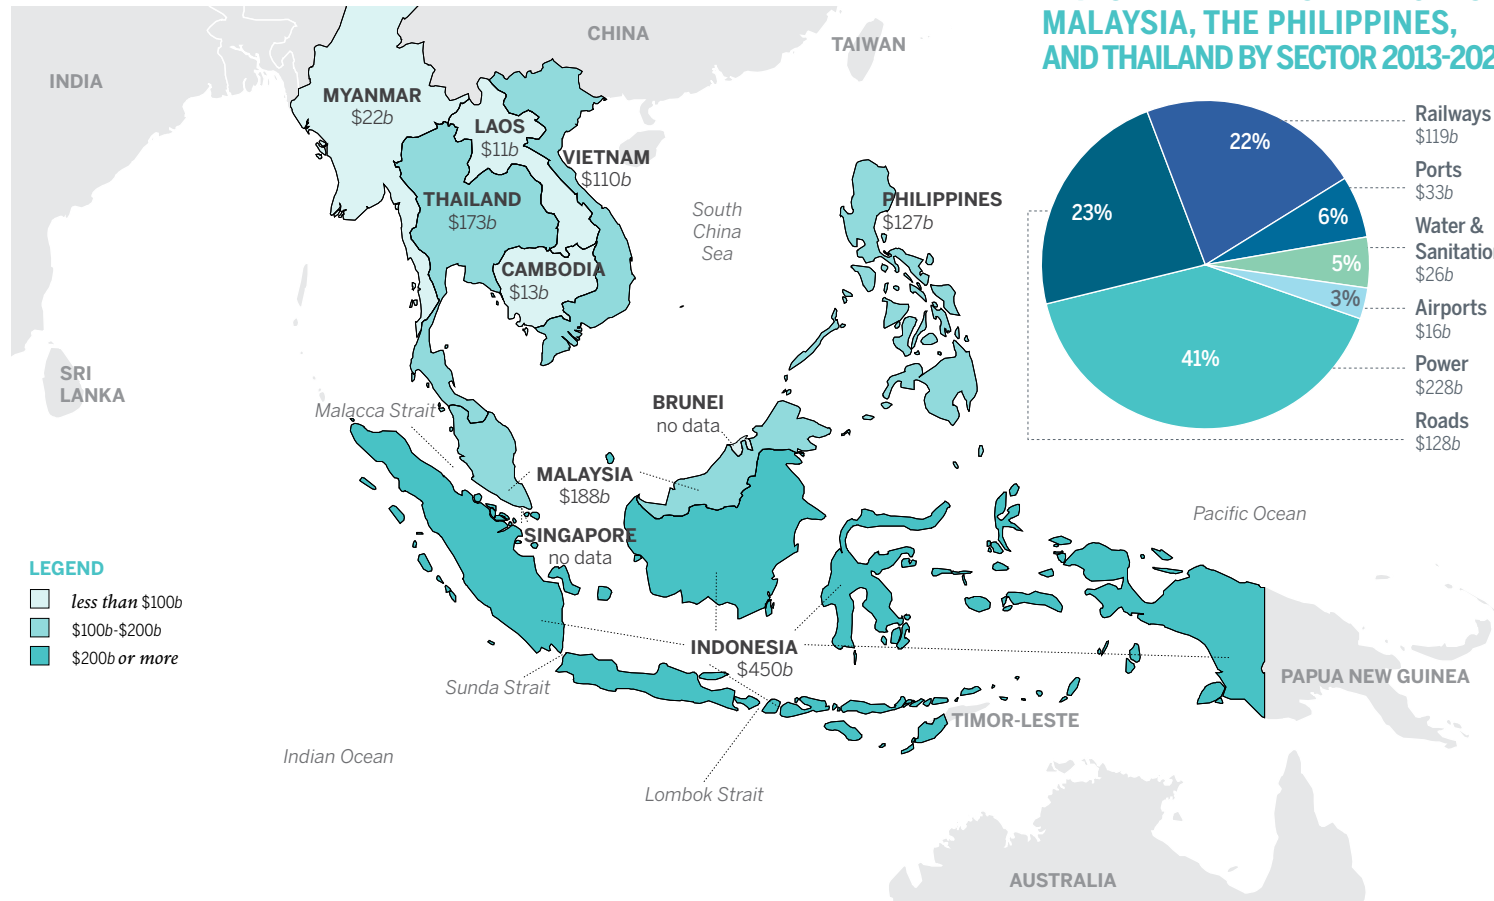 MALAYSIA, THE PHILIPPINES,
AND THAILAND BY SECTOR 2013-202
CHINA
TAIWAN
INDIA
MYANMAR
$22b
LAOS
$11b
VIETNAM
$110b
THAILAND
$173b
PHILIPPINES
$127b
South
China
Sea
CAMBODIA
$13b
SRI
LANKA
Malacca Strait
BRUNEI
no data
MALAYSIA
$188b
SINGAPORE
no data
Pacific Ocean
INDONESIA
$450b
Sunda Strait
PAPUA NEW GUINEA
TIMOR-LESTE
Indian Ocean
Lombok Strait
AUSTRALIA
LEGEND
less than $100b
$100b-$200b
$200b or more
22%
23%
6%
5%
3%
41%
Railways
$119b
Ports
$33b
Water &
Sanitatio
$26b
Airports
$16b
Power
$228b
Roads
$128b